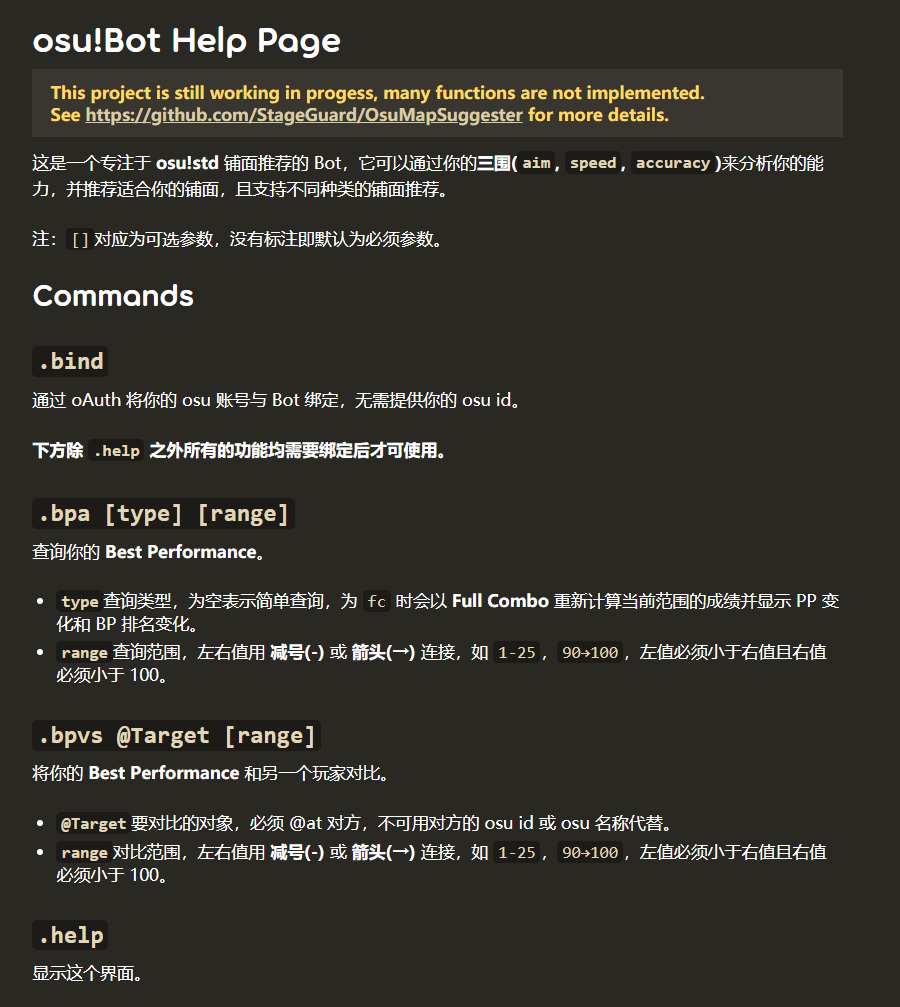 osu!Bot Help Page
This project is still working in progess, many functions are not implemented.
See https://github.com/StageGuard/OsuMapSuggester for more details.
这是一个专注于 osu!std 铺面推荐的 Bot，它可以通过你的三围( aim , speed , accuracy )来分析你的能
力，并推荐适合你的铺面，且支持不同种类的铺面推荐。
注： [] 对应为可选参数，没有标注即默认为必须参数。
Commands
.bind
通过 oAuth 将你的 osu 账号与 Bot 绑定，无需提供你的 osu id。
下方除 .help 之外所有的功能均需要绑定后才可使用。
.bpa [type] [range]
查询你的 Best Performance。
• type 查询类型，为空表示简单查询，为 fc 时会以 Full Combo 重新计算当前范围的成绩并显示 PP 变
化和 BP 排名变化。
• range 查询范围，左右值用 减号(-) 或 箭头(→) 连接，如 1-25 ， 90→100 ，左值必须小于右值且右值
必须小于 100。
.bpvs @Target [range]
将你的 Best Performance 和另一个玩家对比。
• @Target 要对比的对象，必须 @at 对方，不可用对方的 osu id 或 osu 名称代替。
• range 对比范围，左右值用 减号(-) 或 箭头(→) 连接，如 1-25 ， 90→100 ，左值必须小于右值且右值
必须小于 100。
.help
显示这个界面。